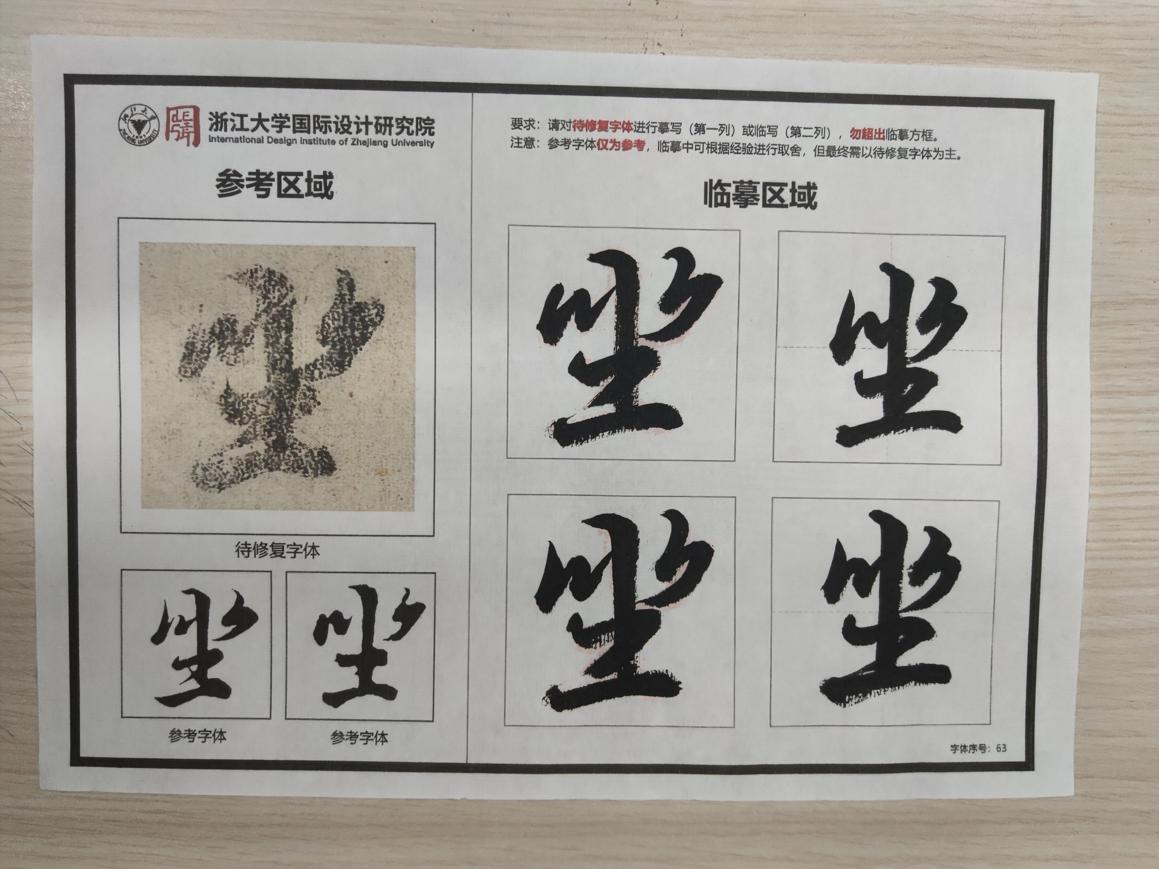 浙江大学国际设计研究院
International Design Institute of Zhejiang University
参考区域
坐
待修复字体
坐 坐
参考字体 参考字体
要求：请对待修复字体进行摹写（第一列）或临写（第二列），勿超出临摹方框。
注意：参考字体仅为参考，临摹中可根据经验进行取舍，但最终需以待修复字体为主。
临摹区域
坐 坐
坐 坐
字体序号：63